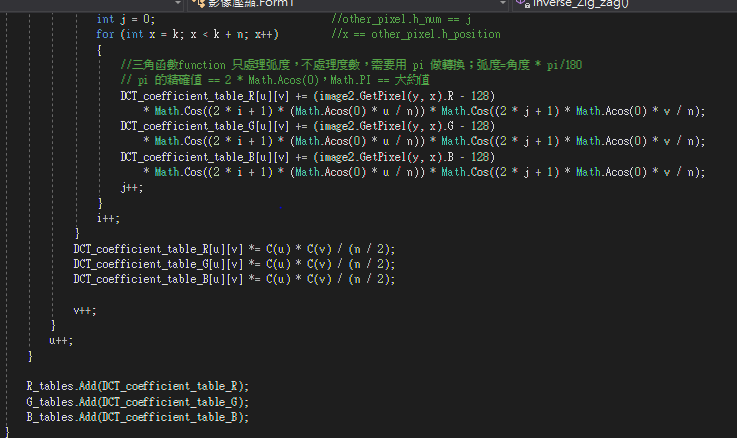 影像壓縮.Form1 Inverse_Zig_zag()
int j = 0; //other_pixel.h_num == j
for (int x = k; x < k + n; x++) //x == other_pixel.h_position
{
//三角函數function 只處理弧度，不處理度數，需要用 pi 做轉換；弧度=角度 * pi/180
// pi 的精確值 == 2 * Math.Acos(0)，Math.PI == 大約值
DCT_coefficient_table_R[u][v] += (image2.GetPixel(y, x).R - 128)
* Math.Cos((2 * i + 1) * (Math.Acos(0) * u / n)) * Math.Cos((2 * j + 1) * Math.Acos(0) * v / n);
DCT_coefficient_table_G[u][v] += (image2.GetPixel(y, x).G - 128)
* Math.Cos((2 * i + 1) * (Math.Acos(0) * u / n)) * Math.Cos((2 * j + 1) * Math.Acos(0) * v / n);
DCT_coefficient_table_B[u][v] += (image2.GetPixel(y, x).B - 128)
* Math.Cos((2 * i + 1) * (Math.Acos(0) * u / n)) * Math.Cos((2 * j + 1) * Math.Acos(0) * v / n);
j++;
}
i++;
}
DCT_coefficient_table_R[u][v] *= C(u) * C(v) / (n / 2);
DCT_coefficient_table_G[u][v] *= C(u) * C(v) / (n / 2);
DCT_coefficient_table_B[u][v] *= C(u) * C(v) / (n / 2);
v++;
}
u++;
}
R_tables.Add(DCT_coefficient_table_R);
G_tables.Add(DCT_coefficient_table_G);
B_tables.Add(DCT_coefficient_table_B);
}